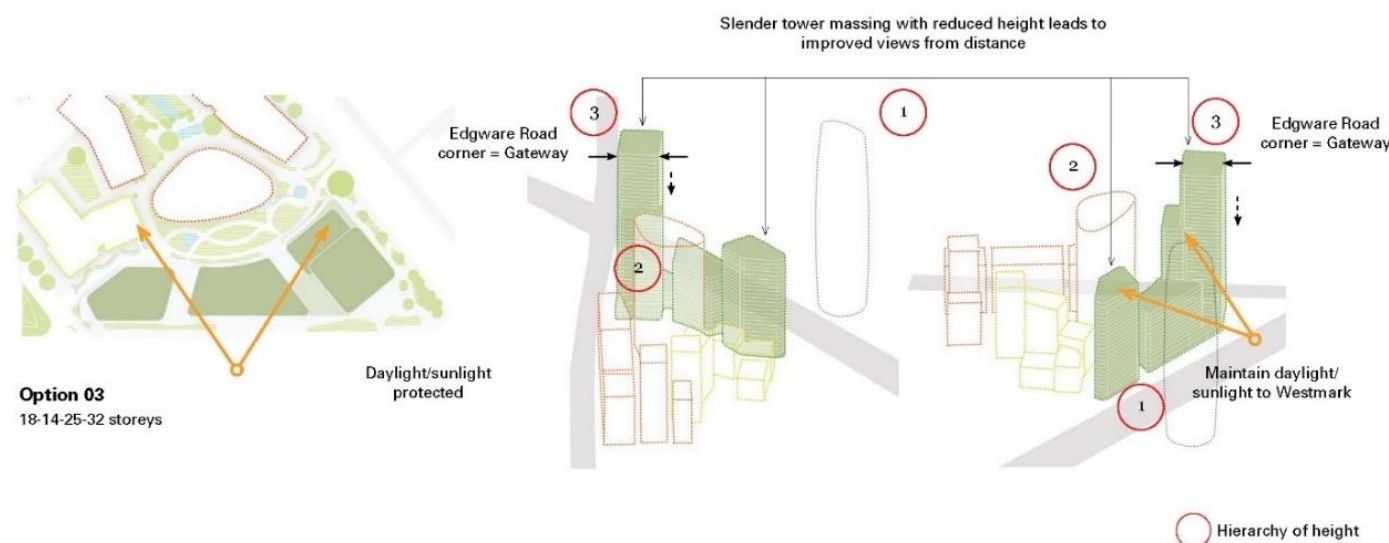 Slender tower massing with reduced height leads to
improved views from distance
3
1
3
Edgware Road
corner = Gateway
2
Edgware Road
corner = Gateway
2
Daylight/sunlight
protected
Option 03
18-14-25-32 storeys
Maintain daylight/
sunlight to Westmark
1
Hierarchy of height